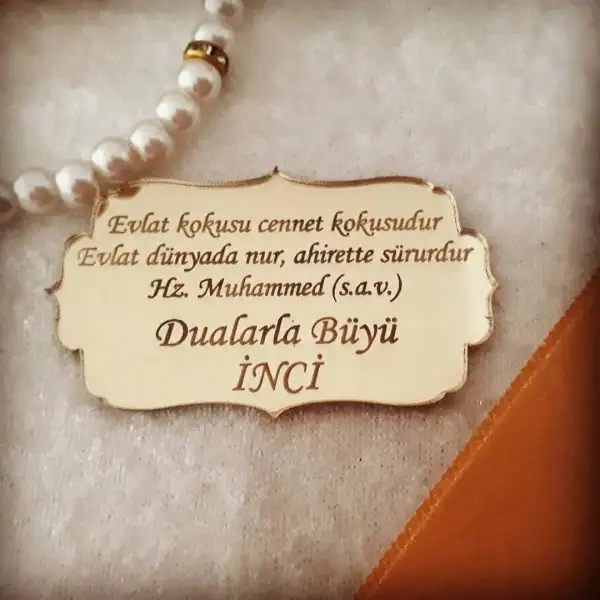 Evlat kokusu cennet kokusudur
Evlat dünyada nur, ahirette sürurdur
Hz. Muhammed (s.a.v.)
Dualarla Büyü
İNCİ